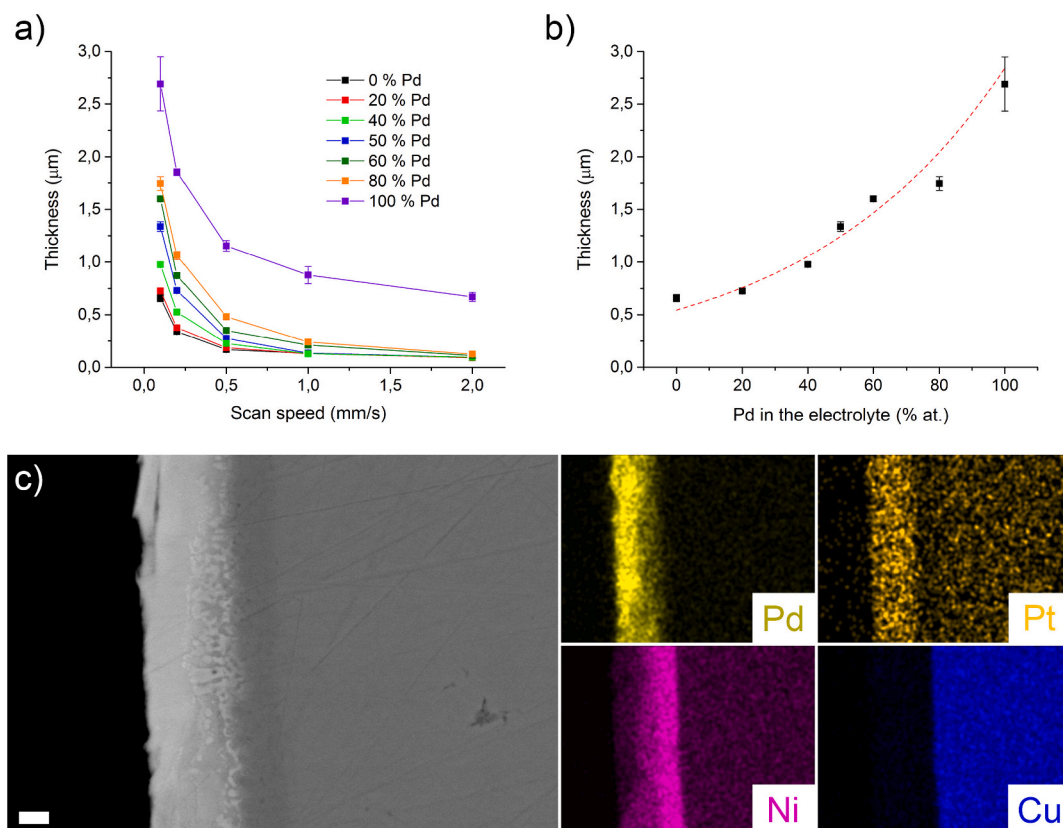 a)
3,0
2,5
2,0
1,5
1,0
0,5
0,0
Thickness (μm)
0 % Pd
20 % Pd
40 % Pd
50 % Pd
60 % Pd
80 % Pd
100 % Pd
0,0 0,5 1,0 1,5 2,0
Scan speed (mm/s)
b)
3,0
2,5
2,0
1,5
1,0
0,5
0,0
Thickness (μm)
0 20 40 60 80 100
Pd in the electrolyte (% at.)
c)
Pd
Pt
Ni
Cu